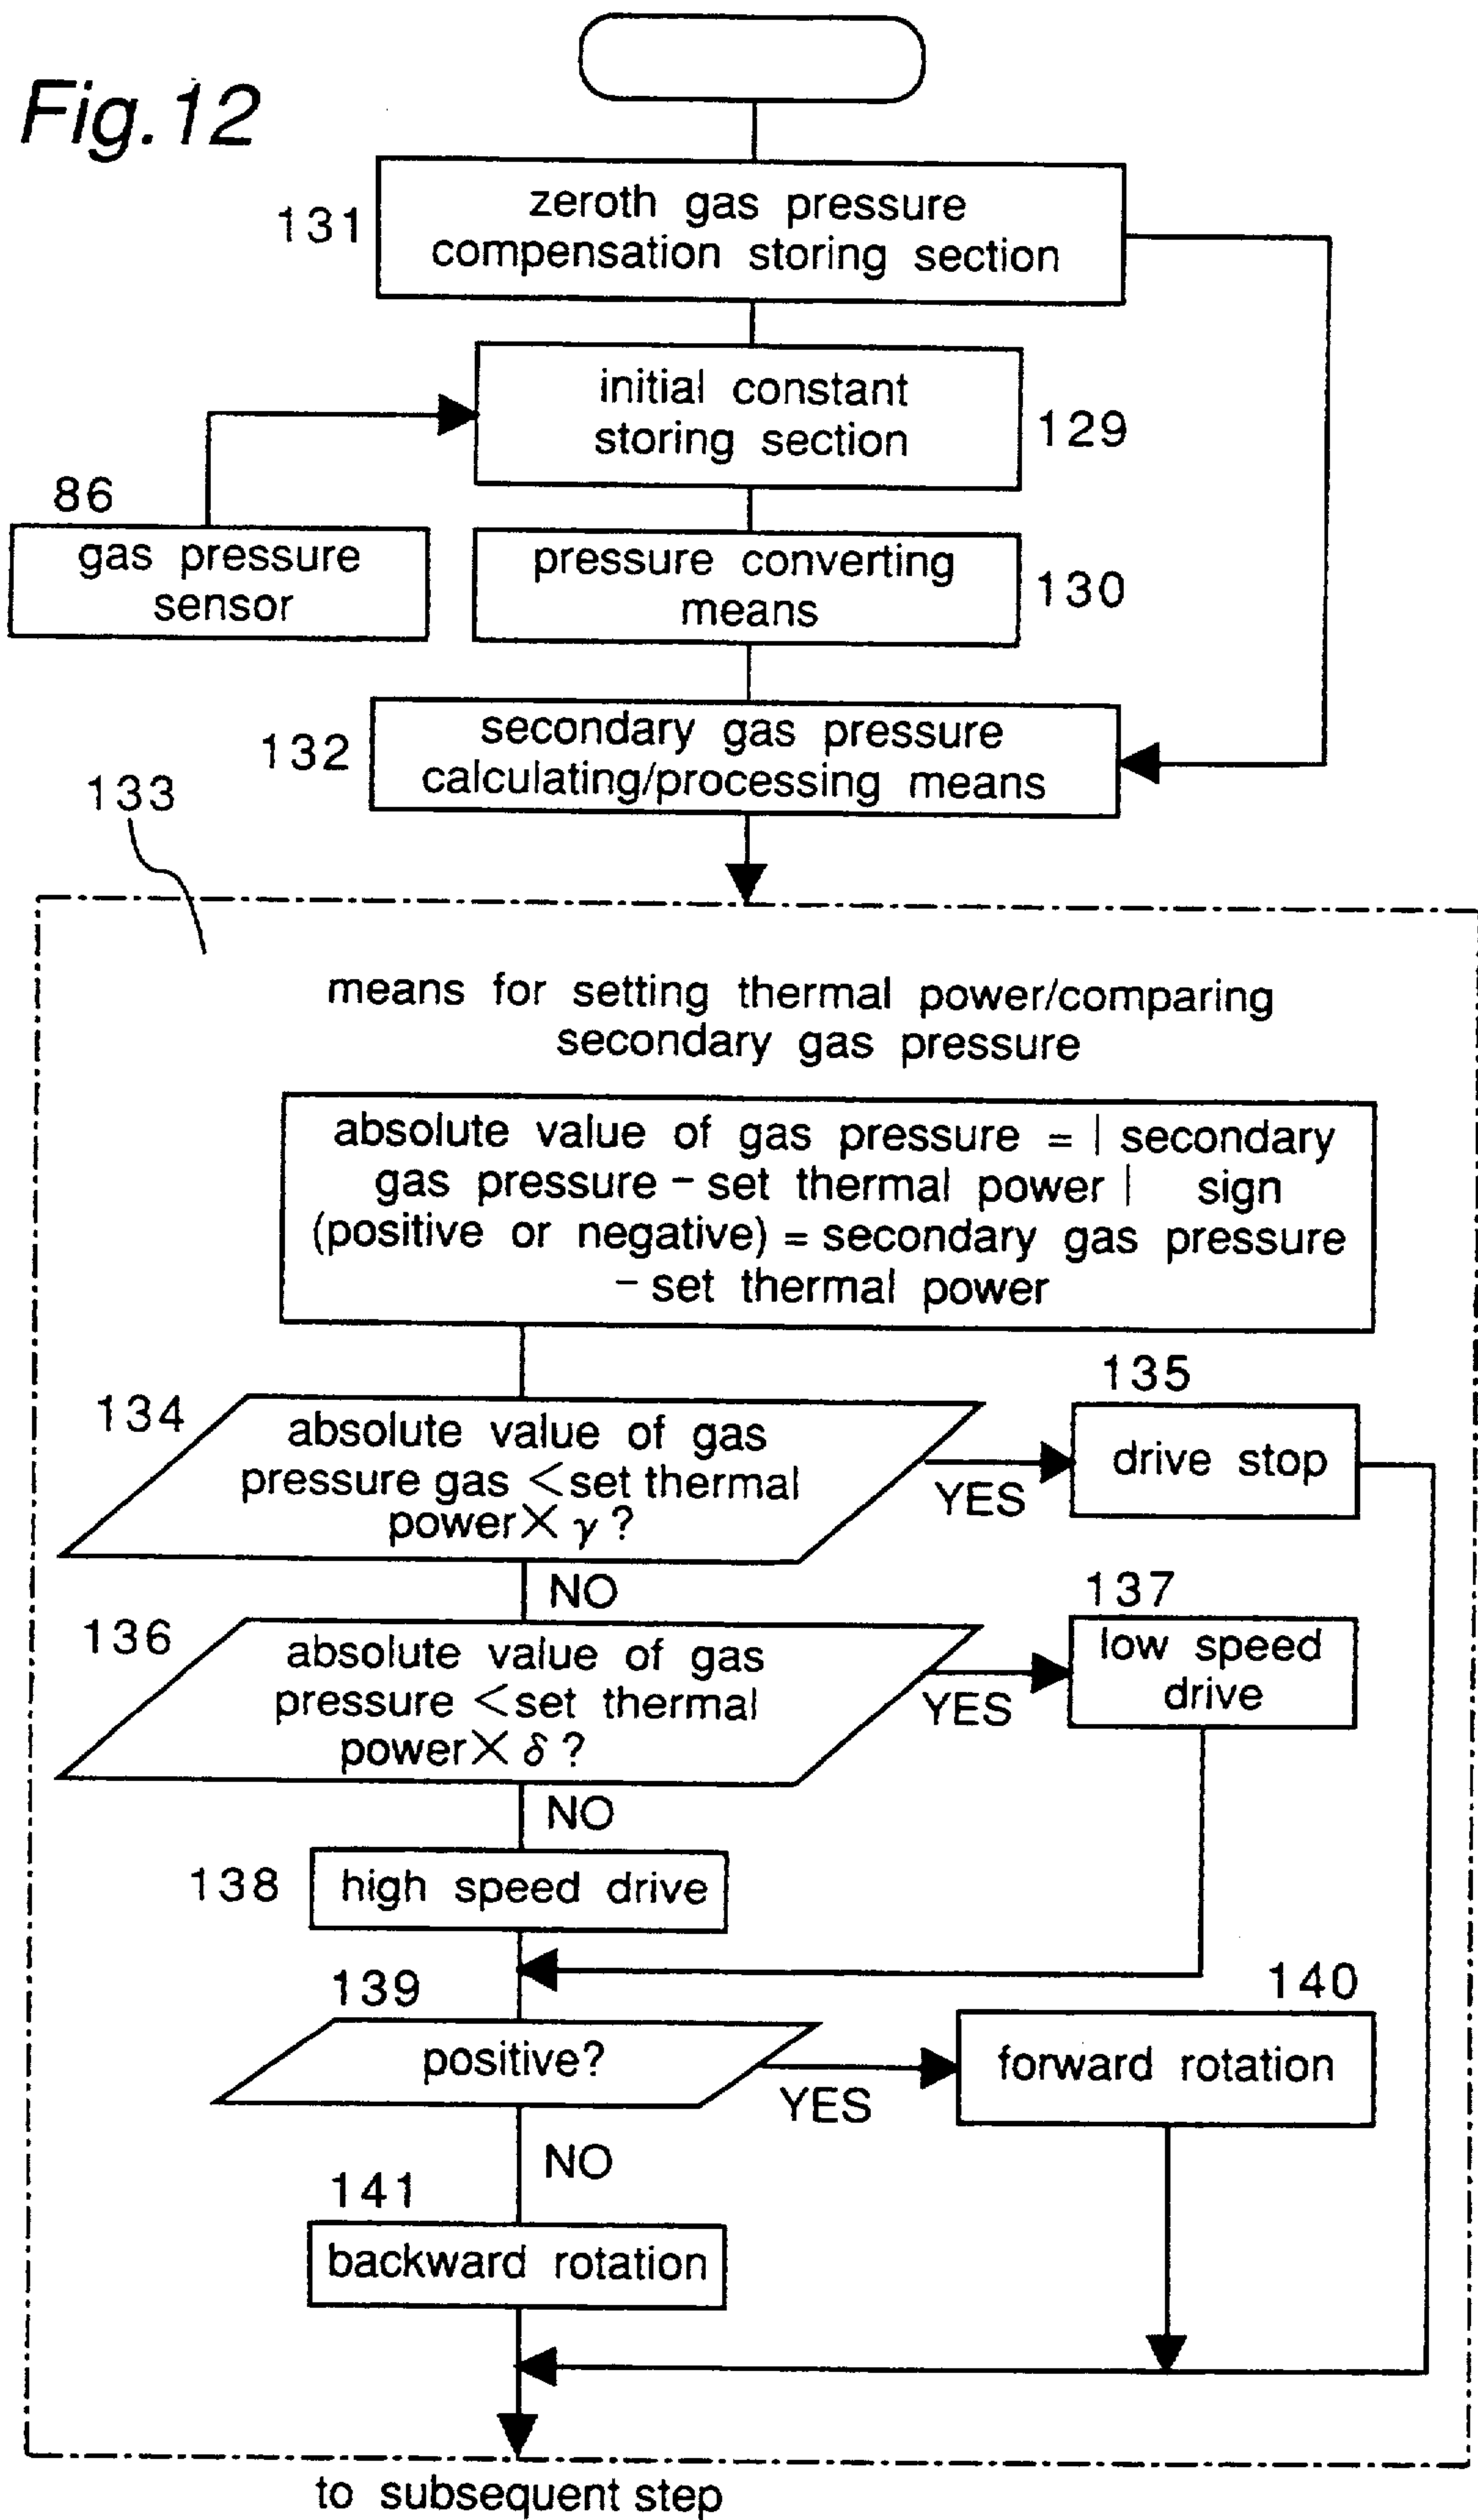 Fig.12
131
zeroth gas pressure
compensation storing section
initial constant
storing section
129
86
gas pressure
sensor
pressure converting
means
130
132
secondary gas pressure
calculating/processing means
133
means for setting thermal power/comparing
secondary gas pressure
absolute value of gas pressure = | secondary
gas pressure − set thermal power | sign
(positive or negative) = secondary gas pressure
− set thermal power
134
absolute value of gas
pressure gas < set thermal
power × γ ?
YES
135
drive stop
NO
136
absolute value of gas
pressure < set thermal
power × δ ?
YES
137
low speed
drive
NO
138
high speed drive
139
positive?
YES
140
forward rotation
NO
141
backward rotation
to subsequent step